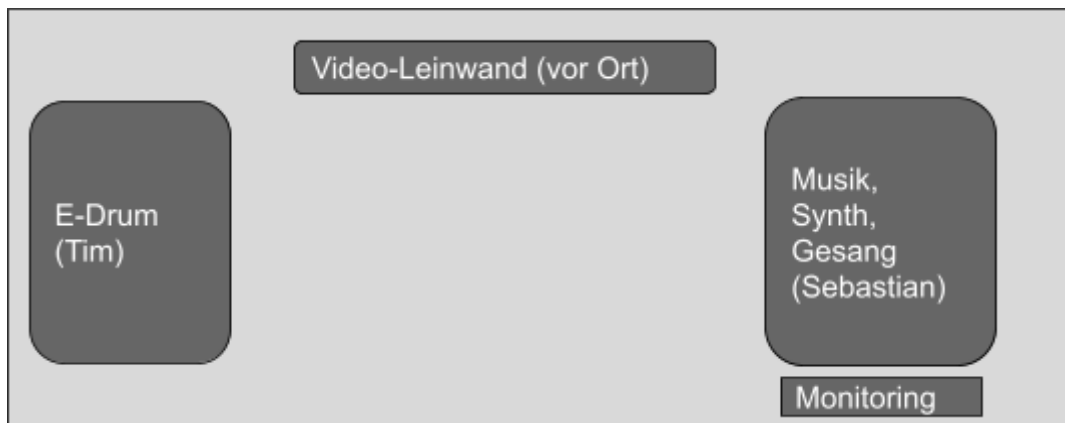 Video-Leinwand (vor Ort)
E-Drum
(Tim)
Musik,
Synth,
Gesang
(Sebastian)
Monitoring